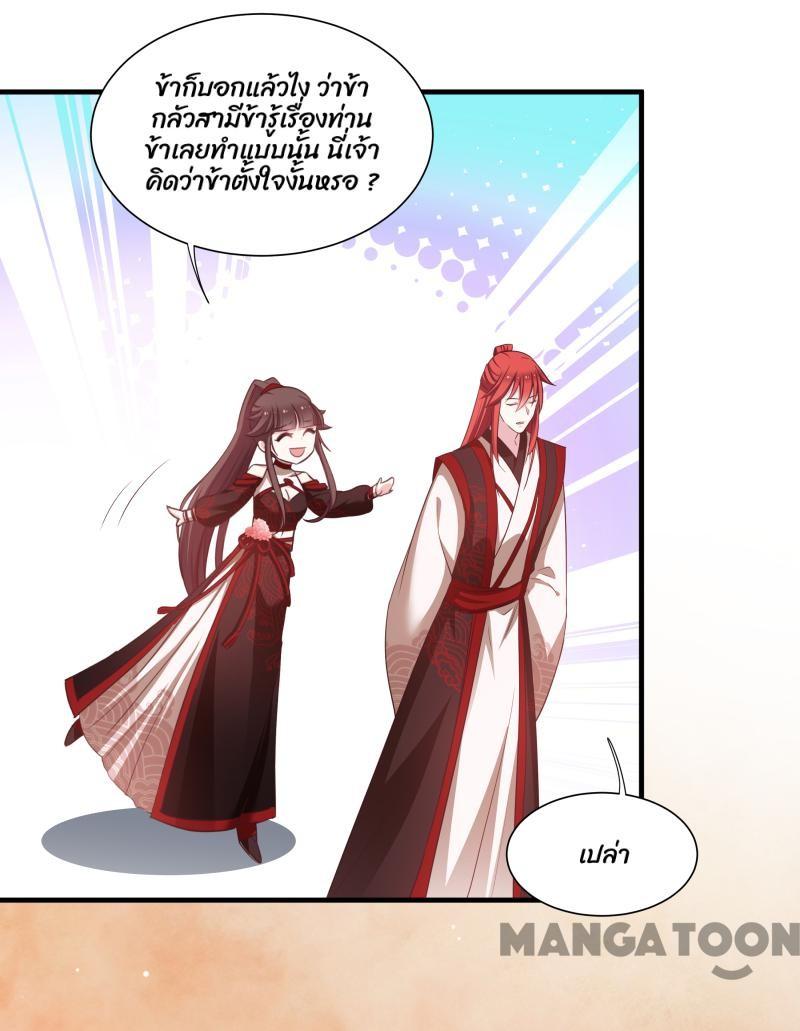 ข้าก็บอกแล้วไง ว่าข้า
กลัวสามีข้ารู้เรื่องท่าน
ข้าเลยทำแบบนั้น นี่เจ้า
คิดว่าข้าตั้งใจงั้นหรอ ?
เปล่า
MANGATOON